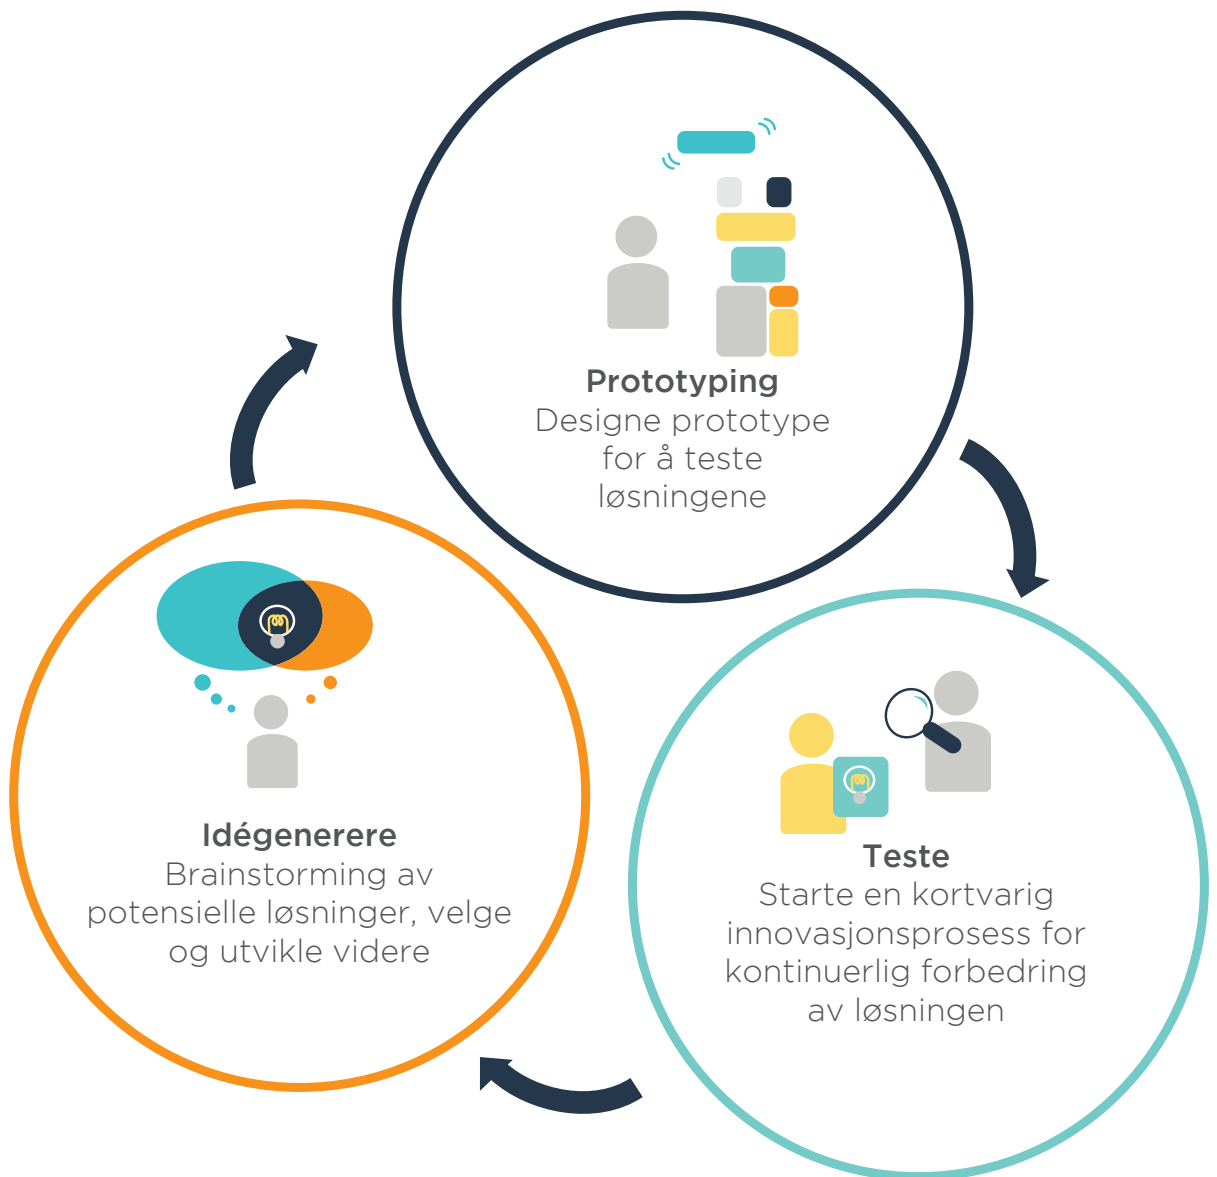 Prototyping
Designe prototype
for å teste
løsningene
Idégenerere
Brainstorming av
potensielle løsninger, velge
og utvikle videre
Teste
Starte en kortvarig
innovasjonsprosess for
kontinuerlig forbedring
av løsningen